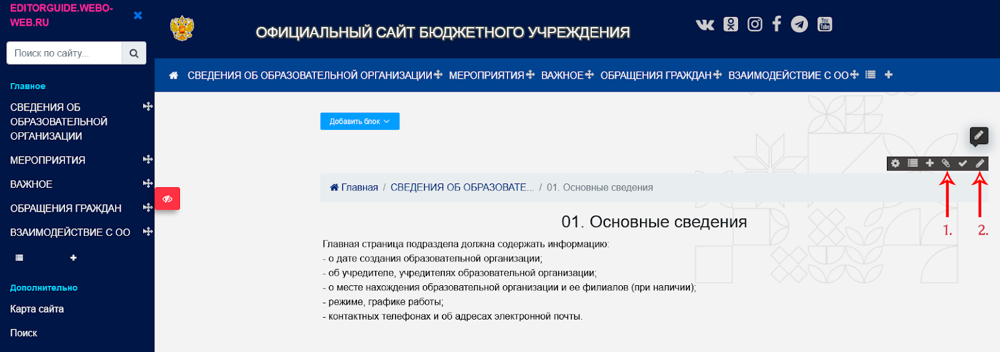 EDITORGUIDE.WEBO-
WEB.RU
Поиск по сайту...
Главное
СВЕДЕНИЯ ОБ
ОБРАЗОВАТЕЛЬНОЙ
ОРГАНИЗАЦИИ
МЕРОПРИЯТИЯ
ВАЖНОЕ
ОБРАЩЕНИЯ ГРАЖДАН
ВЗАИМОДЕЙСТВИЕ С ОО
Дополнительно
Карта сайта
Поиск
ОФИЦИАЛЬНЫЙ САЙТ БЮДЖЕТНОГО УЧРЕЖДЕНИЯ
You Tube
СВЕДЕНИЯ ОБ ОБРАЗОВАТЕЛЬНОЙ ОРГАНИЗАЦИИ МЕРОПРИЯТИЯ ВАЖНОЕ ОБРАЩЕНИЯ ГРАЖДАН ВЗАИМОДЕЙСТВИЕ С ОО
Добавить блок
Главная / СВЕДЕНИЯ ОБ ОБРАЗОВАТЕ... / 01. Основные сведения
1. 2.
01. Основные сведения
Главная страница подраздела должна содержать информацию:
- о дате создания образовательной организации;
- об учредителе, учредителях образовательной организации;
- о месте нахождения образовательной организации и ее филиалов (при наличии);
- режиме, графике работы;
- контактных телефонах и об адресах электронной почты.